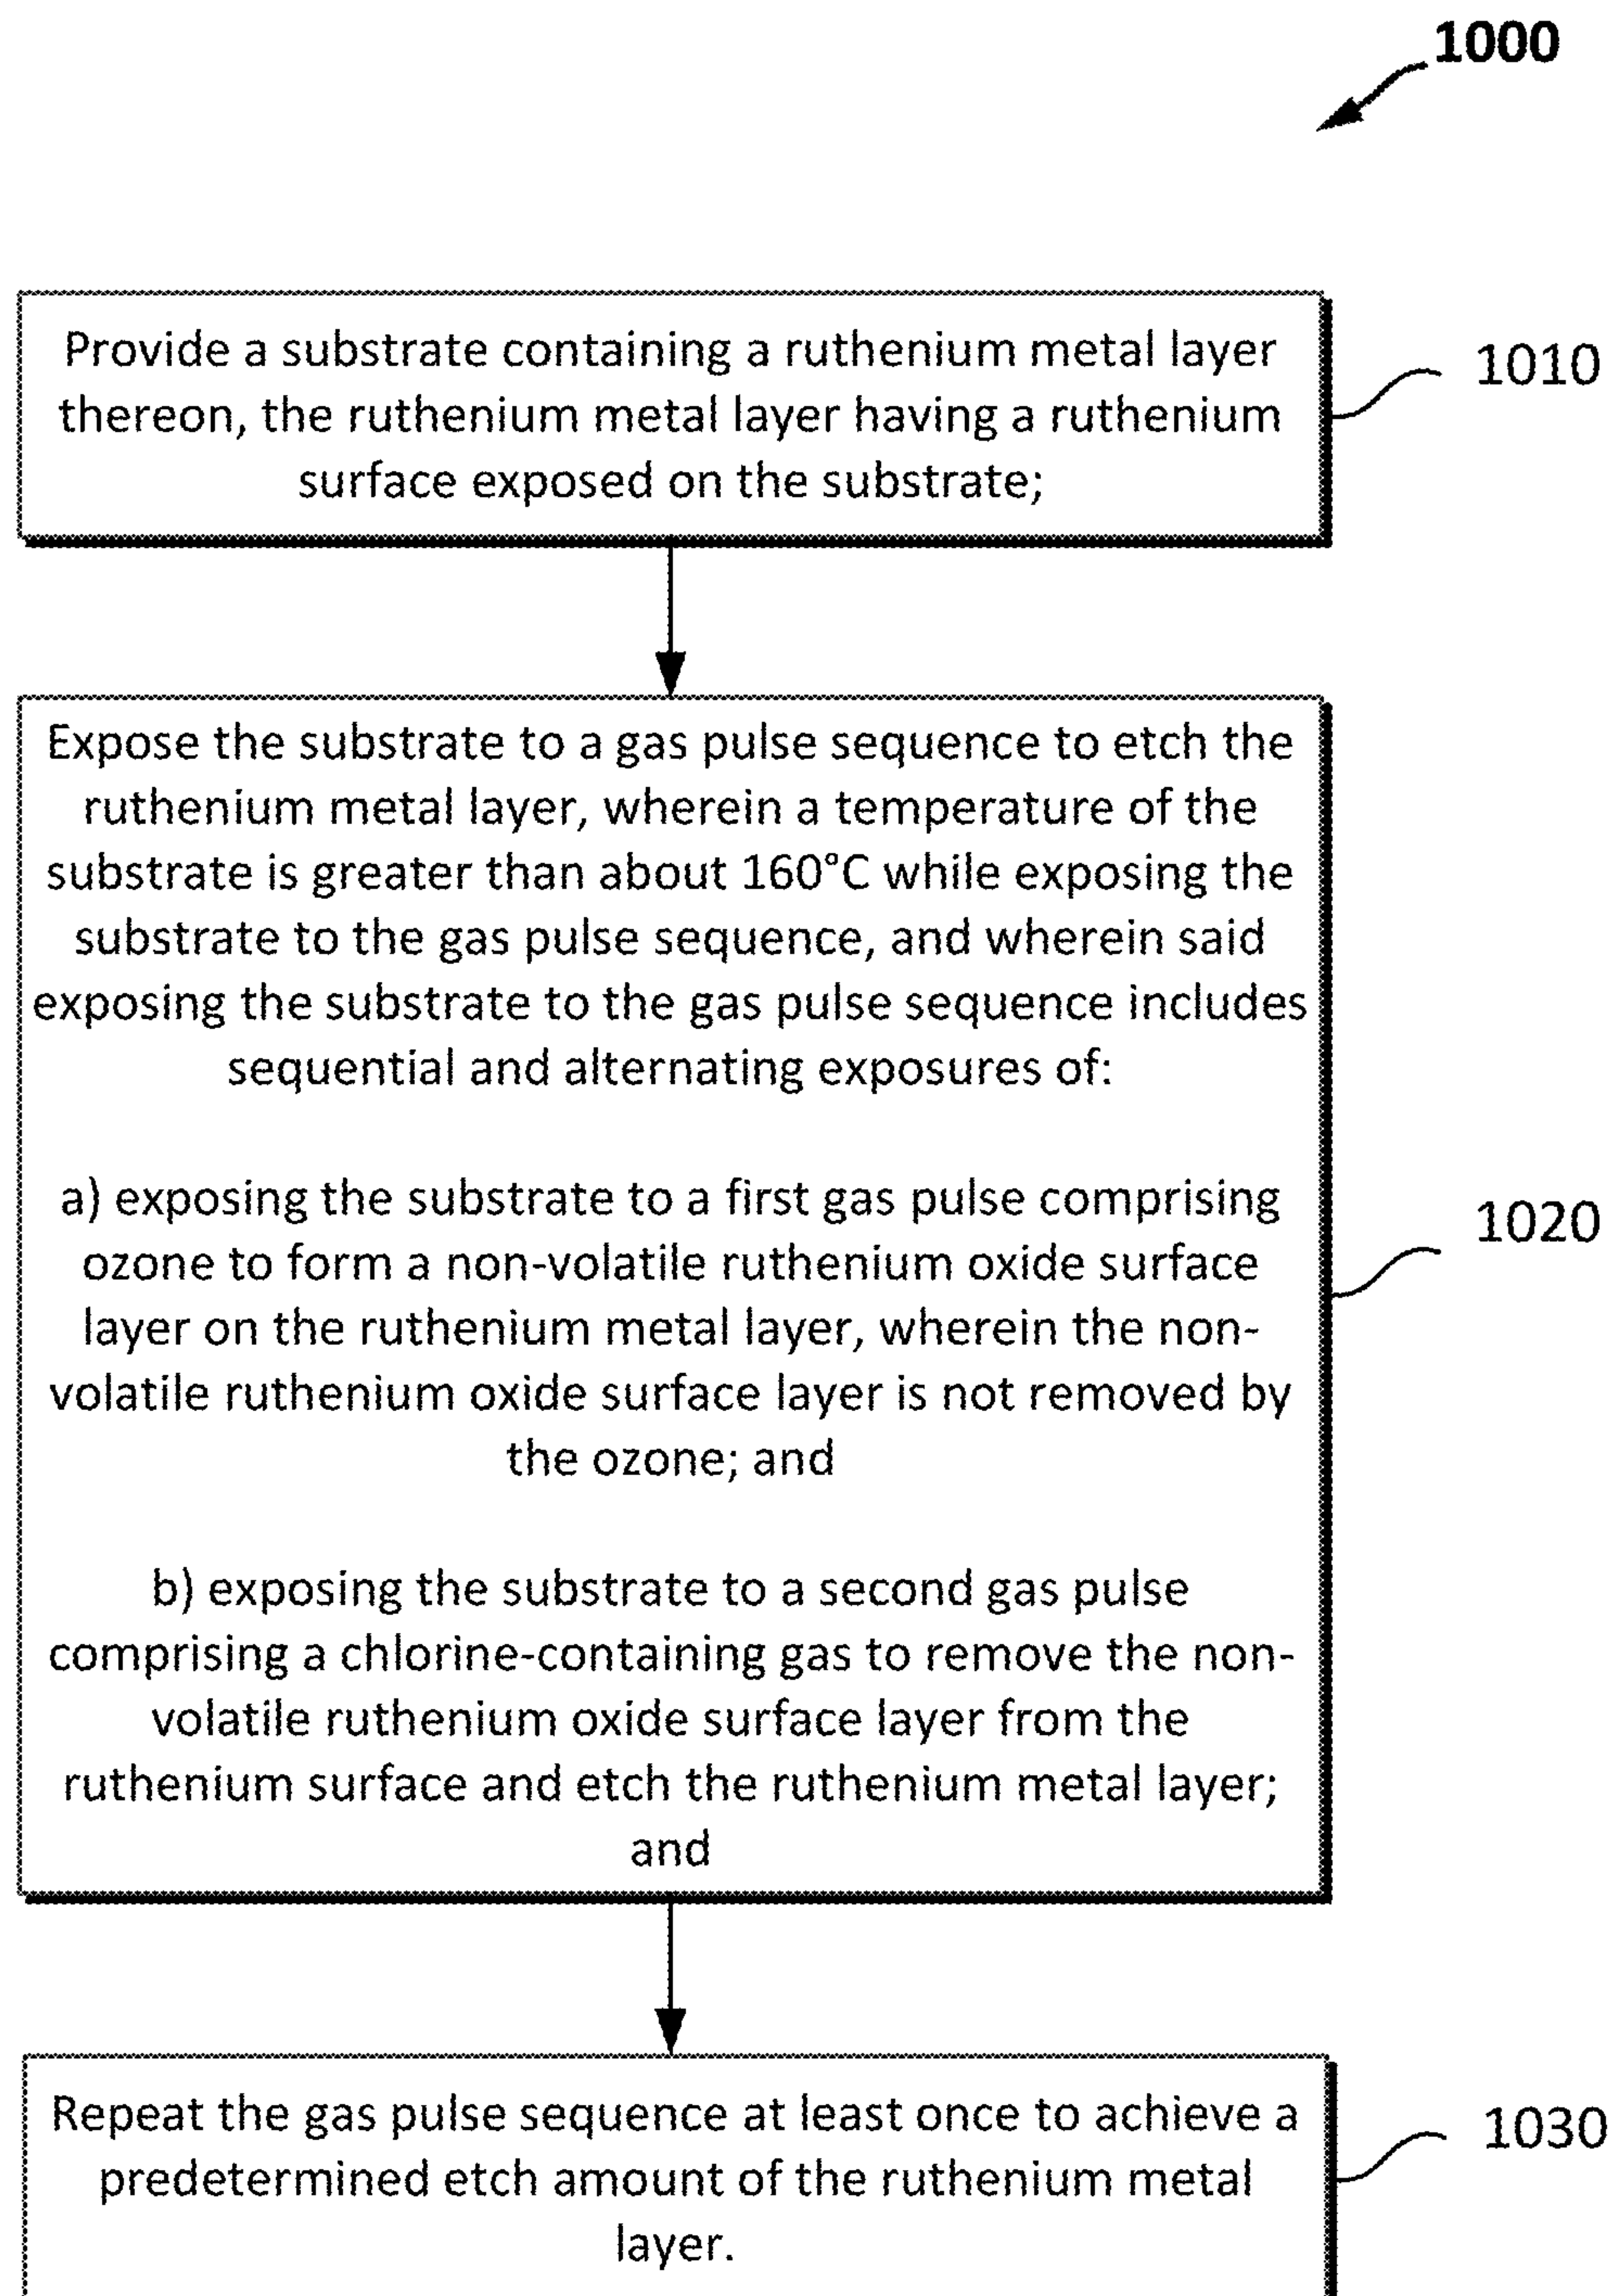 1000
Provide a substrate containing a ruthenium metal layer
thereon, the ruthenium metal layer having a ruthenium
surface exposed on the substrate;
1010
Expose the substrate to a gas pulse sequence to etch the
ruthenium metal layer, wherein a temperature of the
substrate is greater than about 160°C while exposing the
substrate to the gas pulse sequence, and wherein said
exposing the substrate to the gas pulse sequence includes
sequential and alternating exposures of:
a) exposing the substrate to a first gas pulse comprising
ozone to form a non-volatile ruthenium oxide surface
layer on the ruthenium metal layer, wherein the non-
volatile ruthenium oxide surface layer is not removed by
the ozone; and
b) exposing the substrate to a second gas pulse
comprising a chlorine-containing gas to remove the non-
volatile ruthenium oxide surface layer from the
ruthenium surface and etch the ruthenium metal layer;
and
1020
Repeat the gas pulse sequence at least once to achieve a
predetermined etch amount of the ruthenium metal
layer.
1030